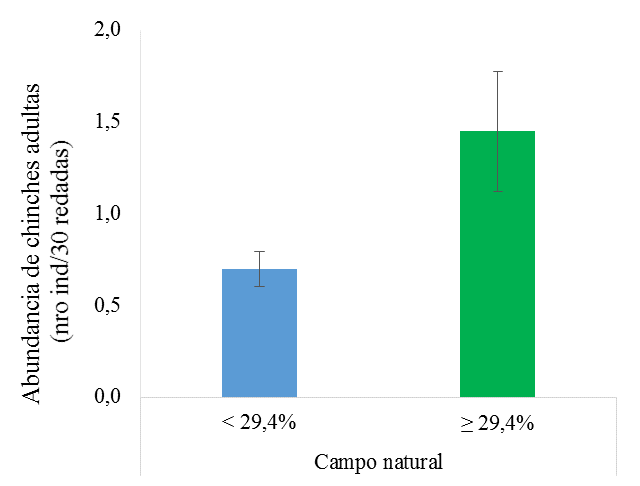 Abundancia de chinches adultas
(nro ind/30 redadas)
2,0
1,5
1,0
0,5
0,0
< 29,4%
≥ 29,4%
Campo natural